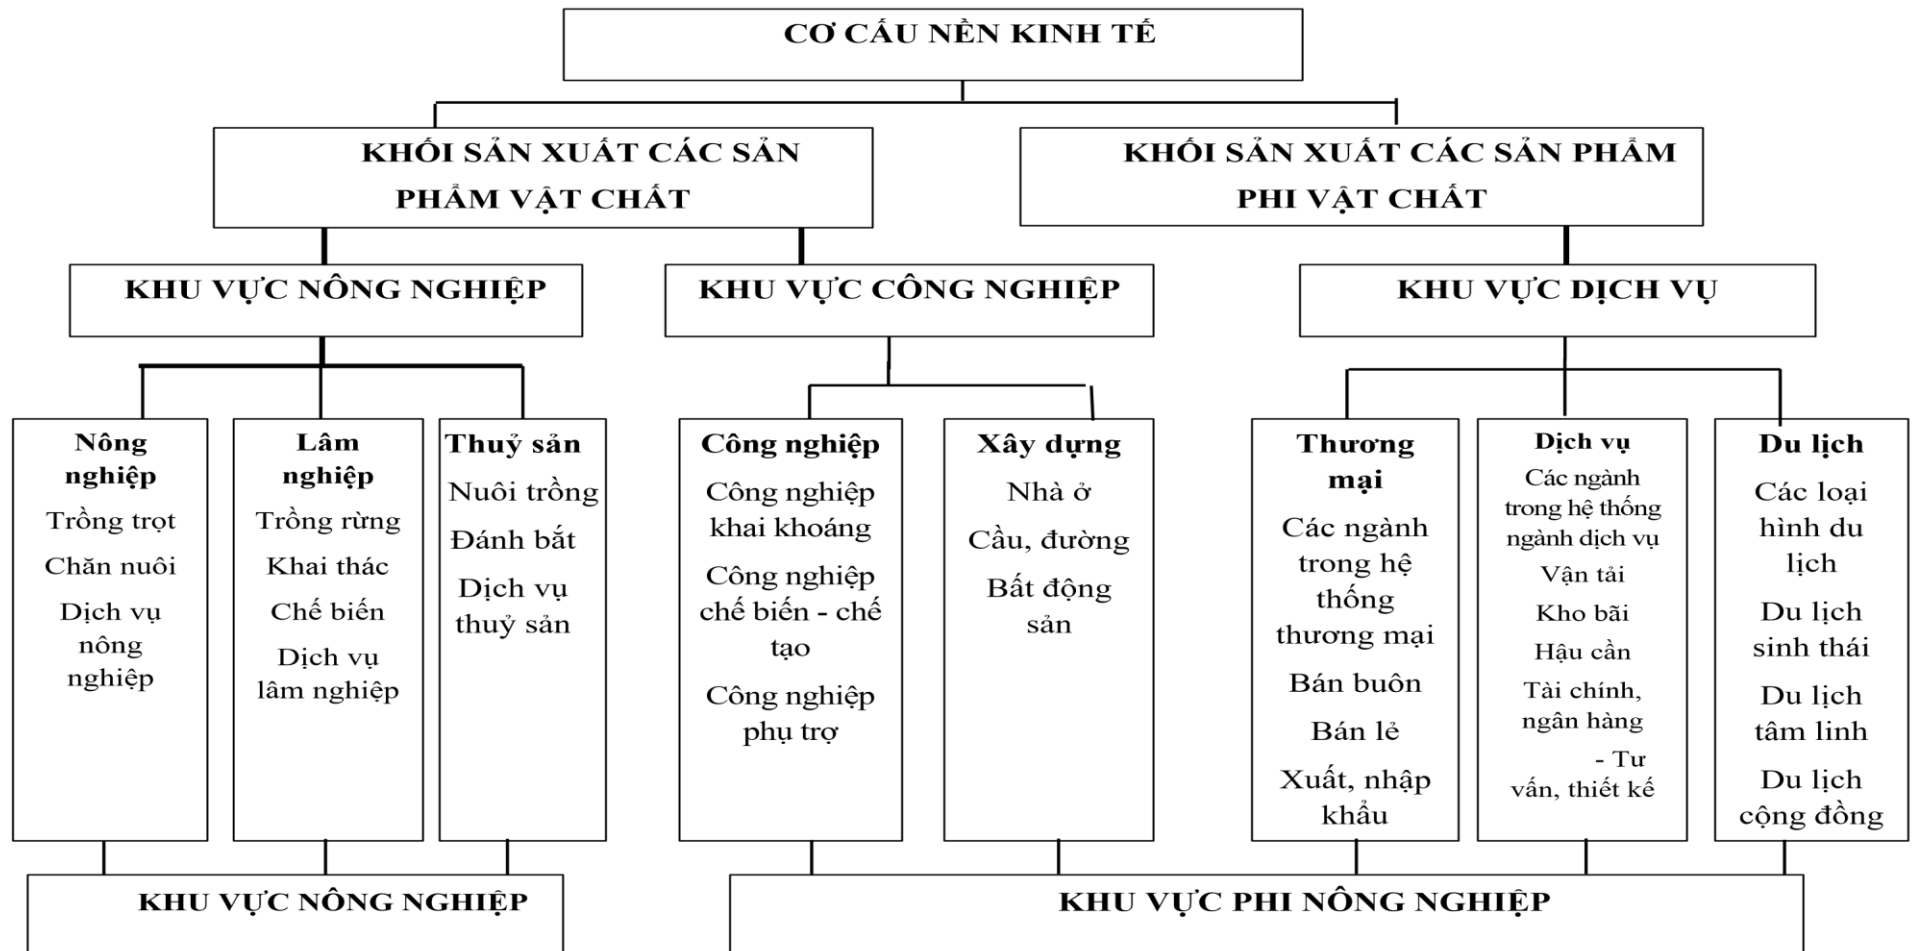 CƠ CẤU NỀN KINH TẾ
KHỐI SẢN XUẤT CÁC SẢN
PHẨM VẬT CHẤT
KHỐI SẢN XUẤT CÁC SẢN PHẨM
PHI VẬT CHẤT
KHU VỰC NÔNG NGHIỆP
KHU VỰC CÔNG NGHIỆP
KHU VỰC DỊCH VỤ
Nông
nghiệp
Trồng trọt
Chăn nuôi
Dịch vụ
nông
nghiệp
Lâm
nghiệp
Trồng rừng
Khai thác
Chế biến
Dịch vụ
lâm nghiệp
Thuỷ sản
Nuôi trồng
Đánh bắt
Dịch vụ
thuỷ sản
Công nghiệp
Công nghiệp
khai khoáng
Công nghiệp
chế biến - chế
tạo
Công nghiệp
phụ trợ
Xây dựng
Nhà ở
Cầu, đường
Bất động
sản
Thương
mại
Các ngành
trong hệ
thống
thương mại
Bán buôn
Bán lẻ
Xuất, nhập
khẩu
Dịch vụ
Các ngành
trong hệ thống
ngành dịch vụ
Vận tải
Kho bãi
Hậu cần
Tài chính,
ngân hàng
- Tư
vấn, thiết kế
Du lịch
Các loại
hình du
lịch
Du lịch
sinh thái
Du lịch
tâm linh
Du lịch
cộng đồng
KHU VỰC NÔNG NGHIỆP
KHU VỰC PHI NÔNG NGHIỆP